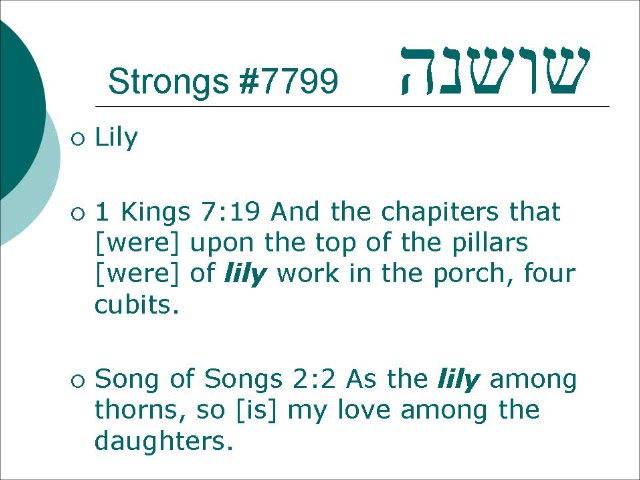 Strongs #7799 שושנה
Lily
1 Kings 7:19 And the chapiters that
[were] upon the top of the pillars
[were] of lily work in the porch, four
cubits.
Song of Songs 2:2 As the lily among
thorns, so [is] my love among the
daughters.